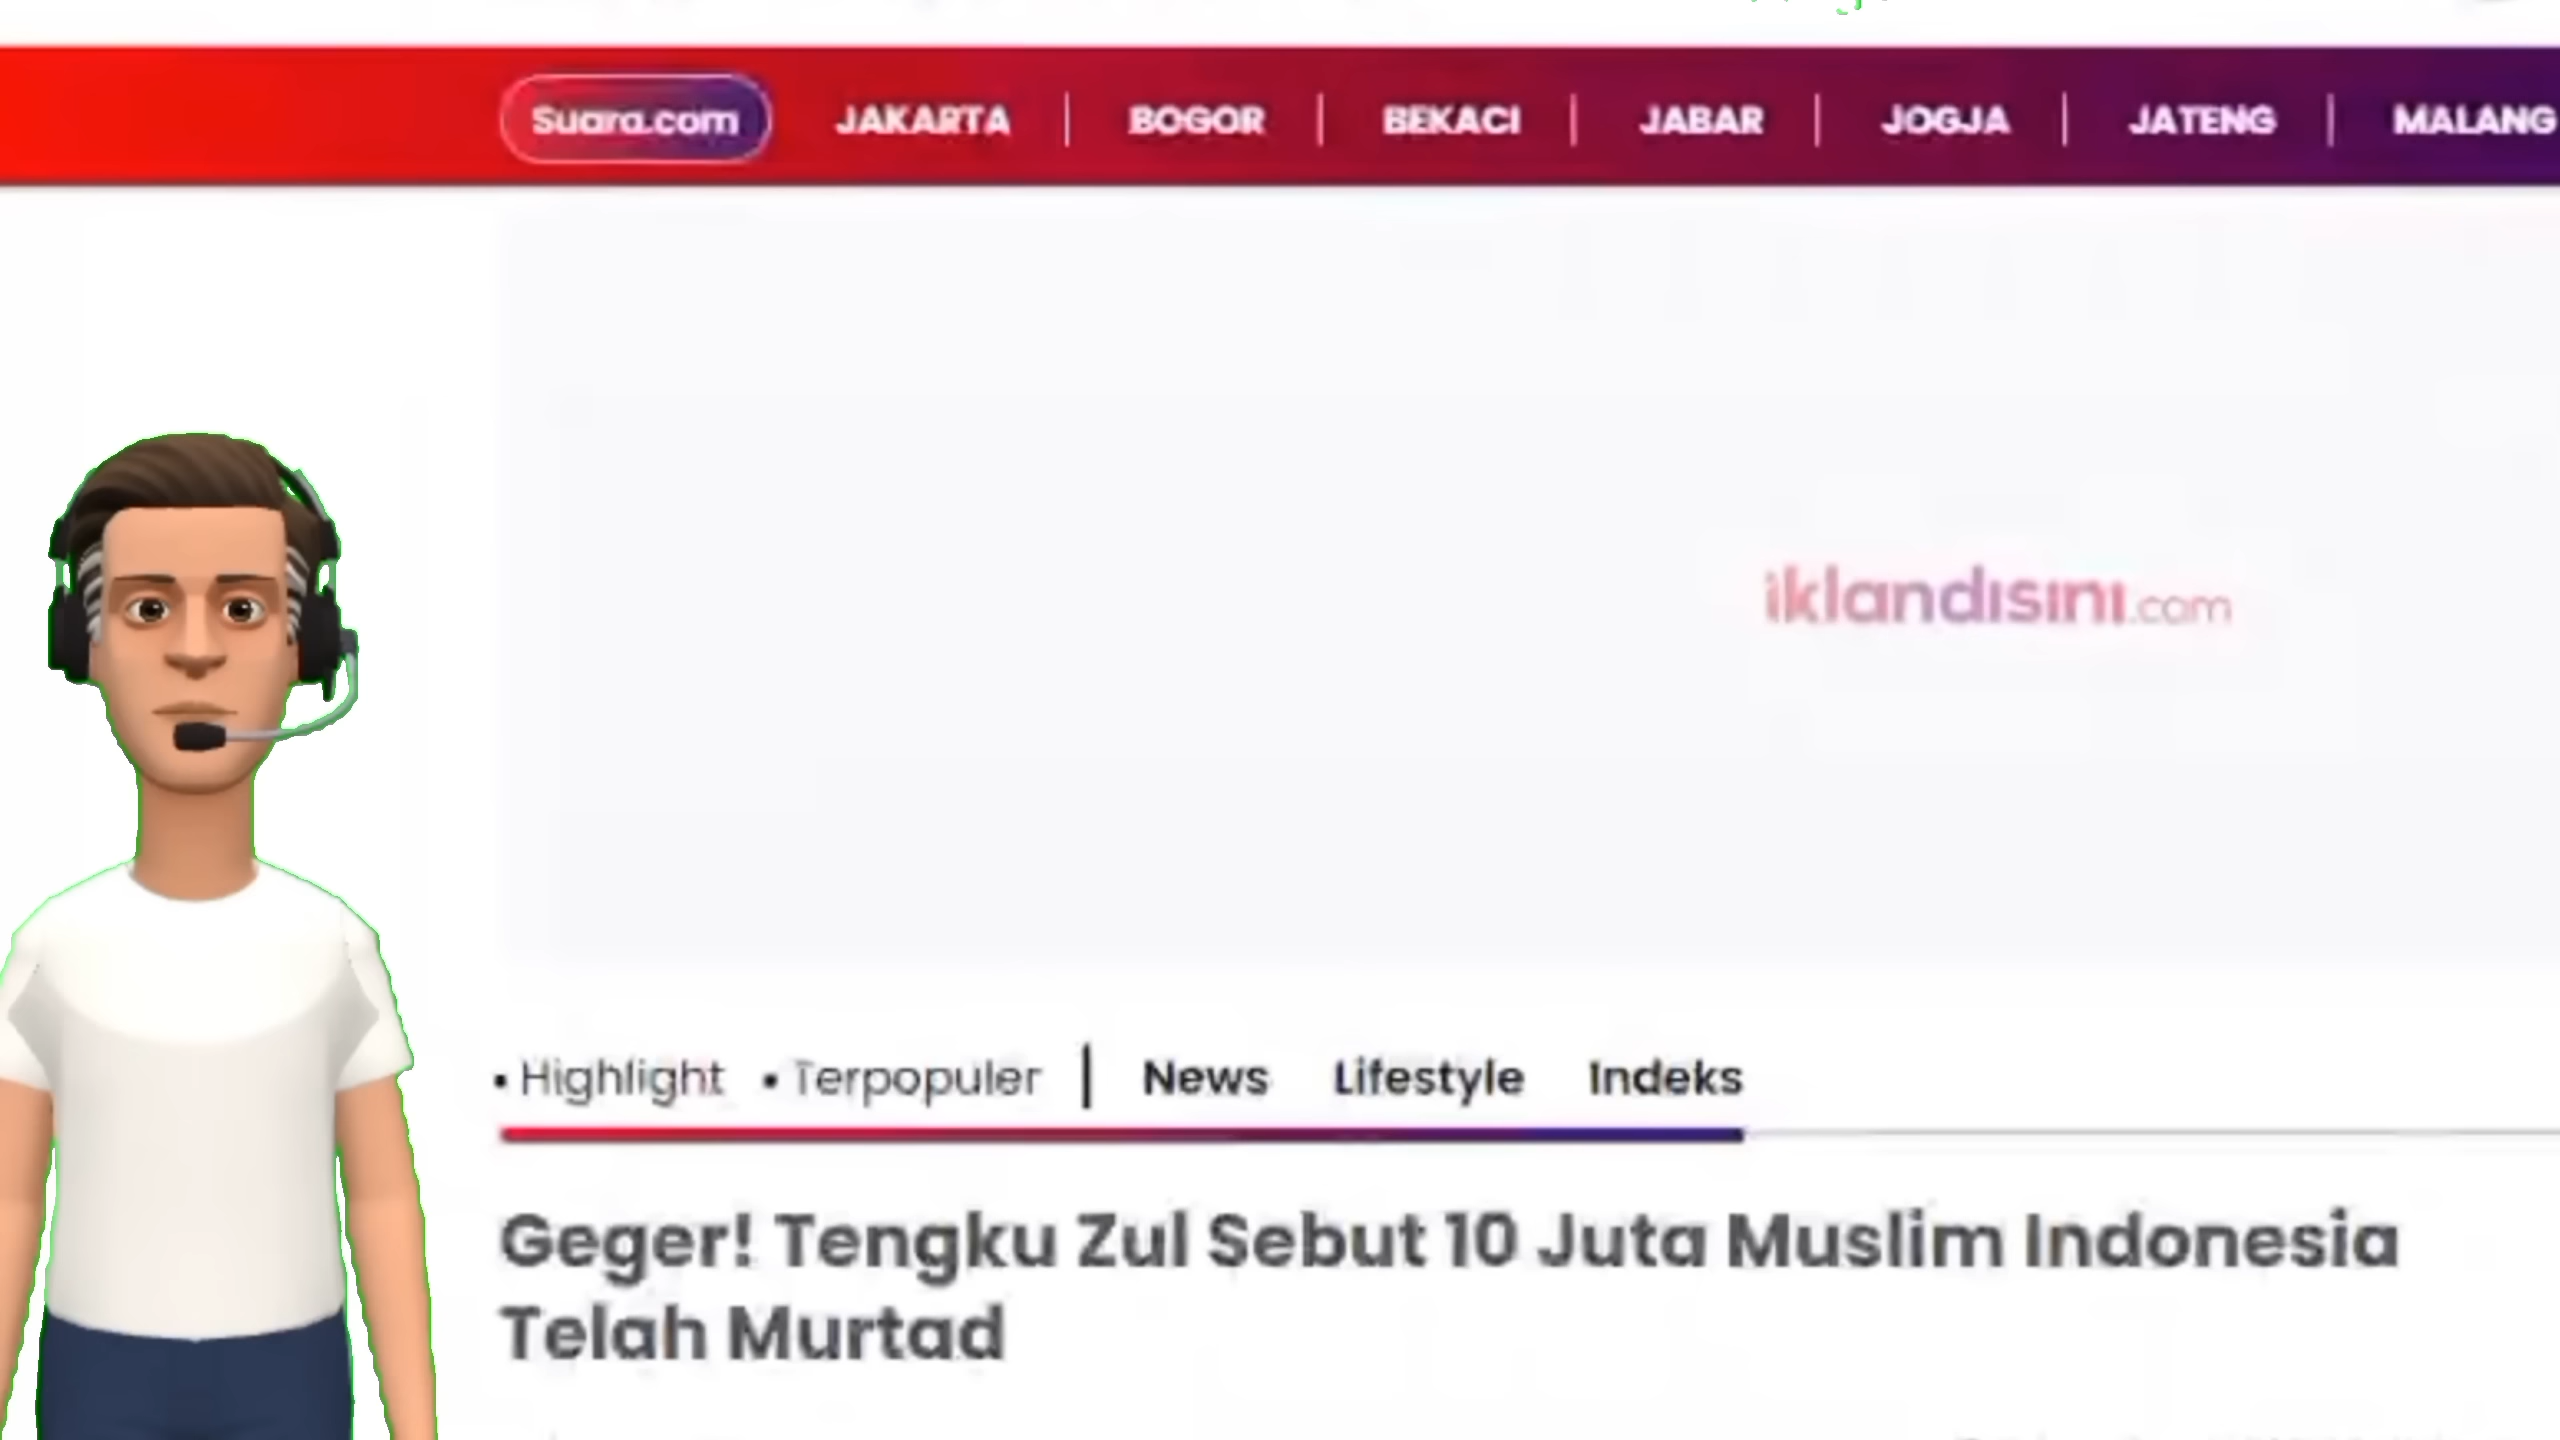 Suara.com JAKARTA | BOGOR | BEKACI | JABAR | JOGJA | JATENG | MALANG
iklandisini.com
• Highlight • Terpopuler | News Lifestyle Indeks
Geger! Tengku Zul Sebut 10 Juta Muslim Indonesia
Telah Murtad